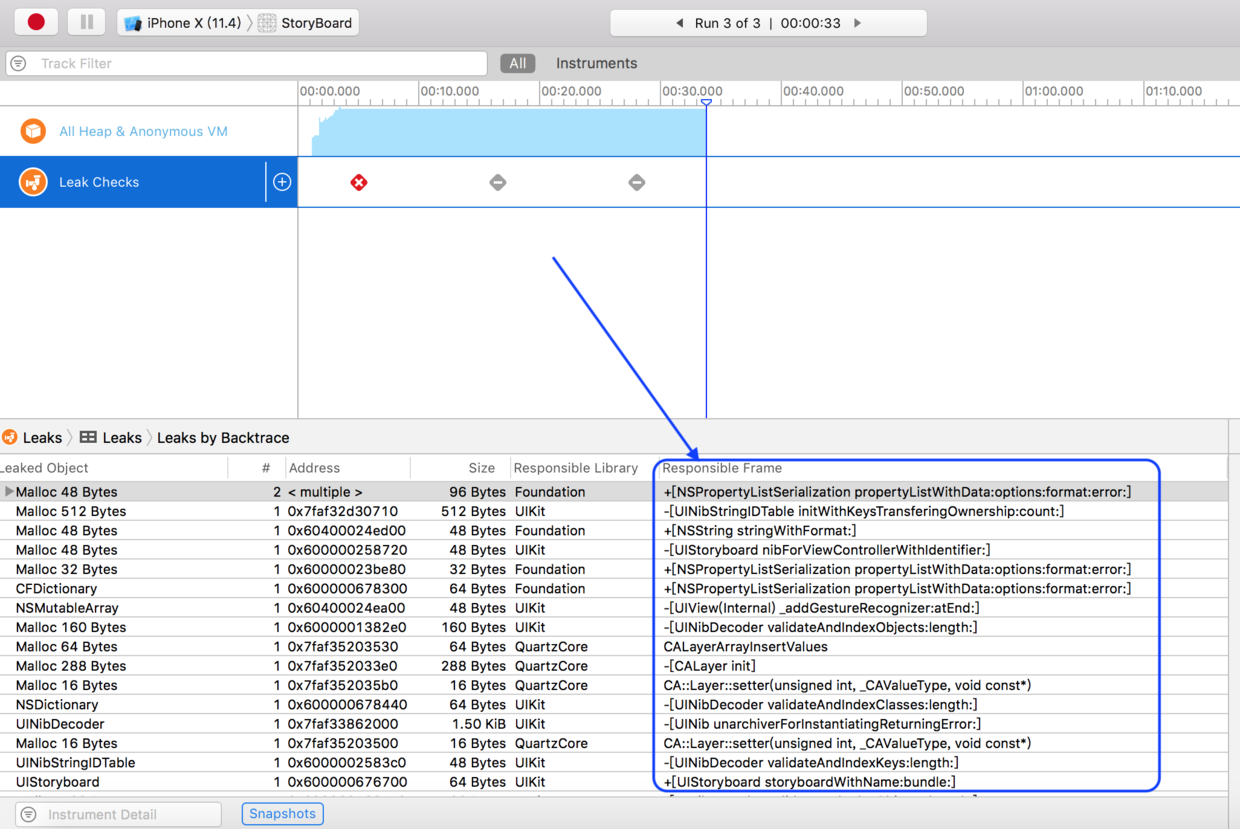 iPhone X (11.4) StoryBoard Run 3 of 3 | 00:00:33
Track Filter All Instruments
00:00.000 00:10.000 00:20.000 00:30.000 00:40.000 00:50.000 01:00.000 01:10.000
All Heap & Anonymous VM
Leak Checks
Leaks Leaks Leaks by Backtrace
Leaked Object # Address Size Responsible Library Responsible Frame
Malloc 48 Bytes 2 < multiple > 96 Bytes Foundation +[NSPropertyListSerialization propertyListWithData:options:format:error:]
Malloc 512 Bytes 1 0x7faf32d30710 512 Bytes UIKit -[UINibStringIDTable initWithKeysTransferingOwnership:count:]
Malloc 48 Bytes 1 0x60400024ed00 48 Bytes Foundation +[NSString stringWithFormat:]
Malloc 48 Bytes 1 0x600000258720 48 Bytes UIKit -[UIStoryboard nibForViewControllerWithIdentifier:]
Malloc 32 Bytes 1 0x60000023be80 32 Bytes Foundation +[NSPropertyListSerialization propertyListWithData:options:format:error:]
CFDictionary 1 0x600000678300 64 Bytes Foundation +[NSPropertyListSerialization propertyListWithData:options:format:error:]
NSMutableArray 1 0x60400024ea00 48 Bytes UIKit -[UIView(Internal) _addGestureRecognizer:atEnd:]
Malloc 160 Bytes 1 0x6000001382e0 160 Bytes UIKit -[UINibDecoder validateAndIndexObjects:length:]
Malloc 64 Bytes 1 0x7faf35203530 64 Bytes QuartzCore CALayerArrayInsertValues
Malloc 288 Bytes 1 0x7faf352033e0 288 Bytes QuartzCore -[CALayer init]
Malloc 16 Bytes 1 0x7faf352035b0 16 Bytes QuartzCore CA::Layer::setter(unsigned int, _CAValueType, void const*)
NSDictionary 1 0x600000678440 64 Bytes UIKit -[UINibDecoder validateAndIndexClasses:length:]
UINibDecoder 1 0x7faf33862000 1.50 KiB UIKit -[UINib unarchiverForInstantiatingReturningError:]
Malloc 16 Bytes 1 0x7faf35203500 16 Bytes QuartzCore CA::Layer::setter(unsigned int, _CAValueType, void const*)
UINibStringIDTable 1 0x6000002583c0 48 Bytes UIKit -[UINibDecoder validateAndIndexKeys:length:]
UIStoryboard 1 0x600000676700 64 Bytes UIKit +[UIStoryboard storyboardWithName:bundle:]
Instrument Detail Snapshots